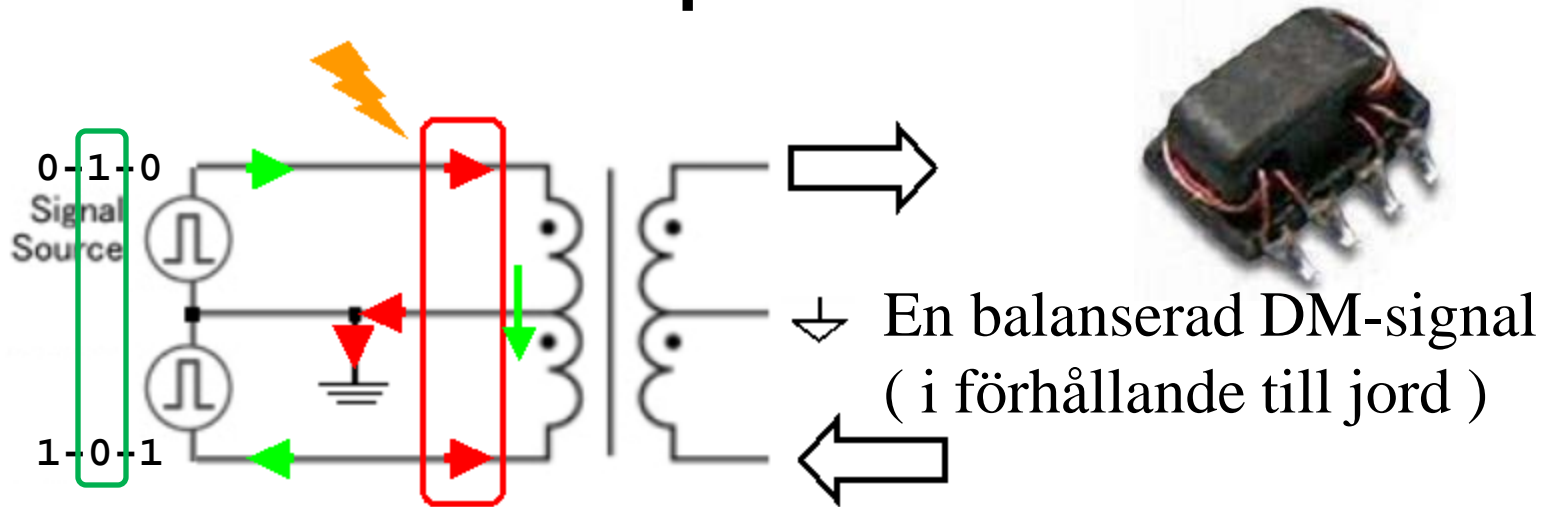 0-1-0
Signal
Source
1-0-1
En balanserad DM-signal
( i förhållande till jord )